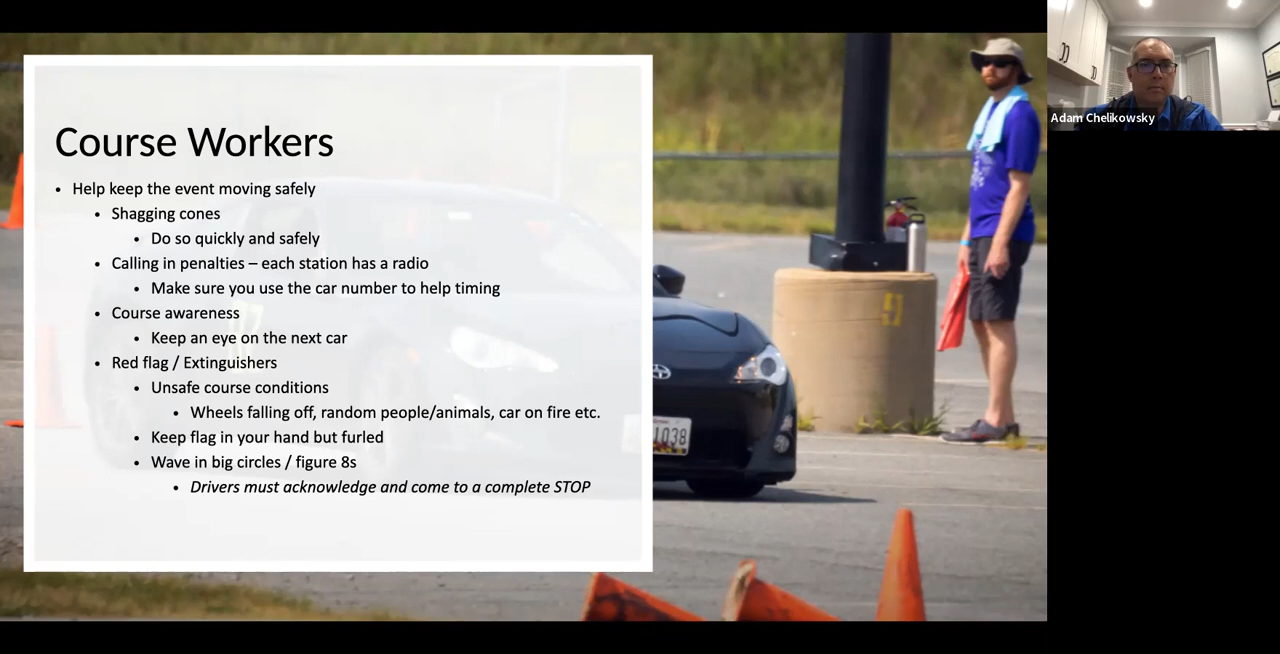 Course Workers
• Help keep the event moving safely
• Shagging cones
• Do so quickly and safely
• Calling in penalties – each station has a radio
• Make sure you use the car number to help timing
• Course awareness
• Keep an eye on the next car
• Red flag / Extinguishers
• Unsafe course conditions
• Wheels falling off, random people/animals, car on fire etc.
• Keep flag in your hand but furled
• Wave in big circles / figure 8s
• Drivers must acknowledge and come to a complete STOP
1038
Adam Chelikowsky